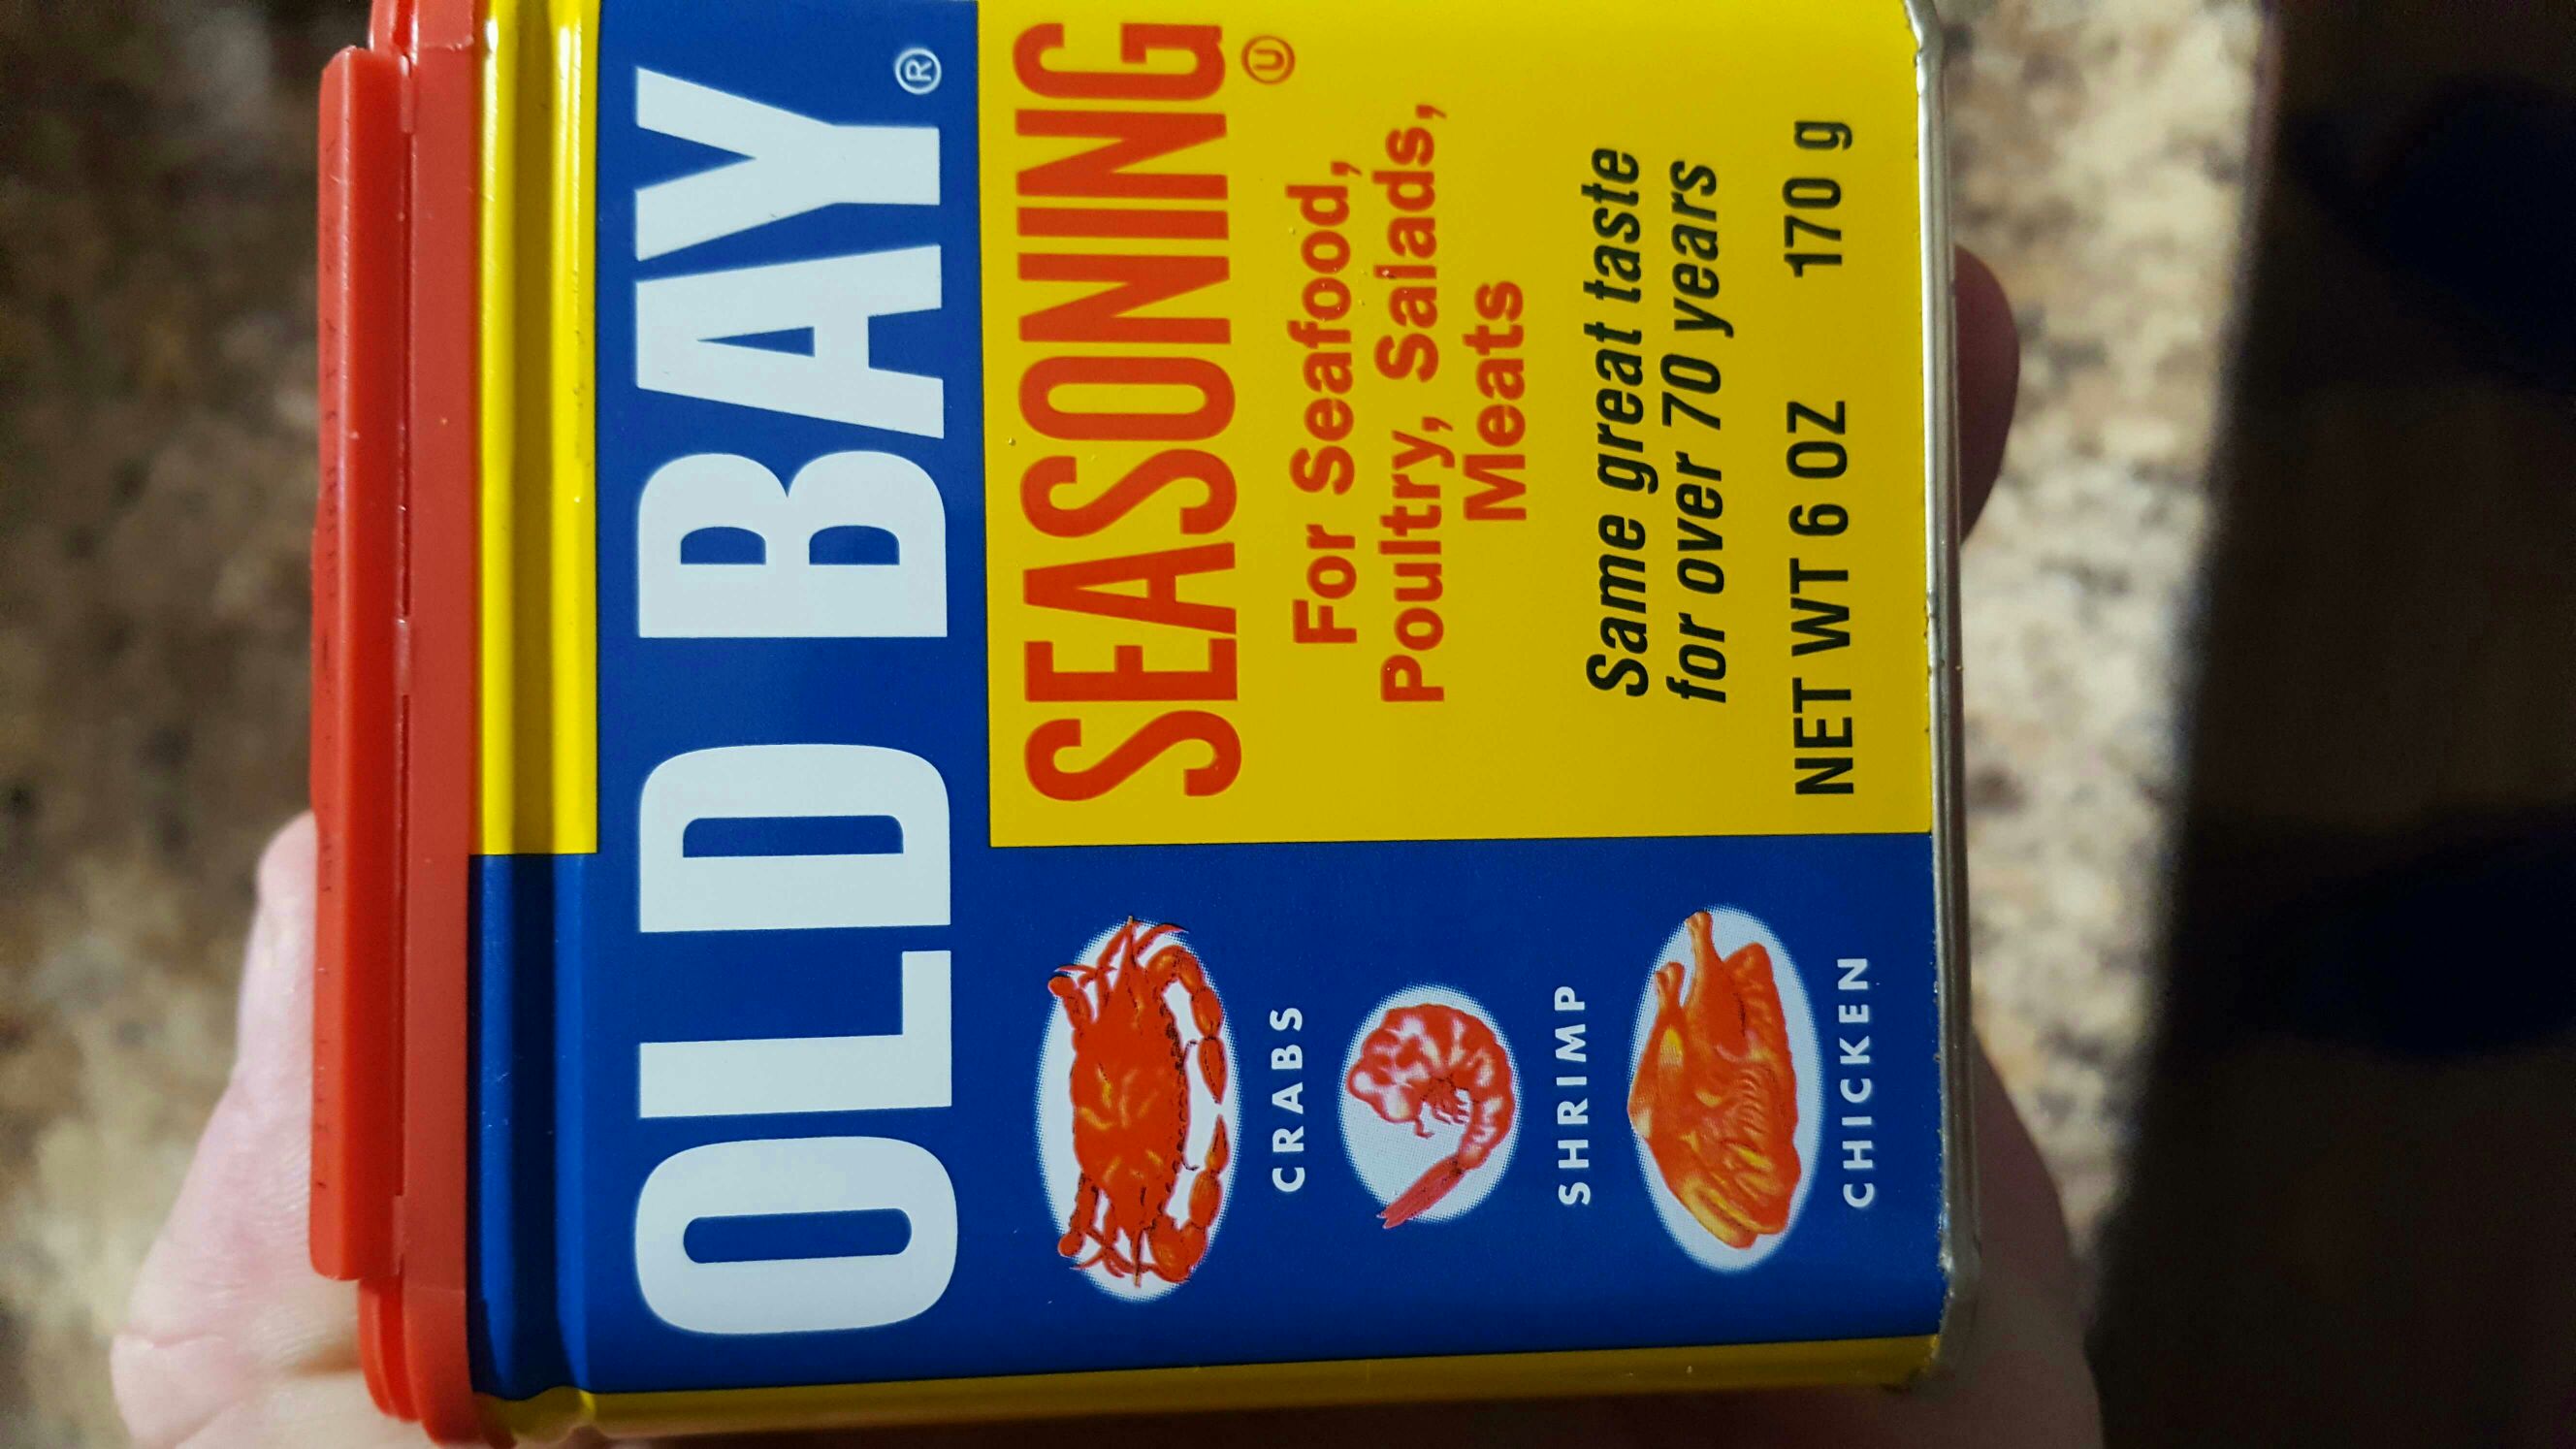 OLD BAY®
SEASONING
Ⓤ
For Seafood,
Poultry, Salads,
Meats
Same great taste
for over 70 years
NET WT 6 OZ 170 g
CRABS
SHRIMP
CHICKEN